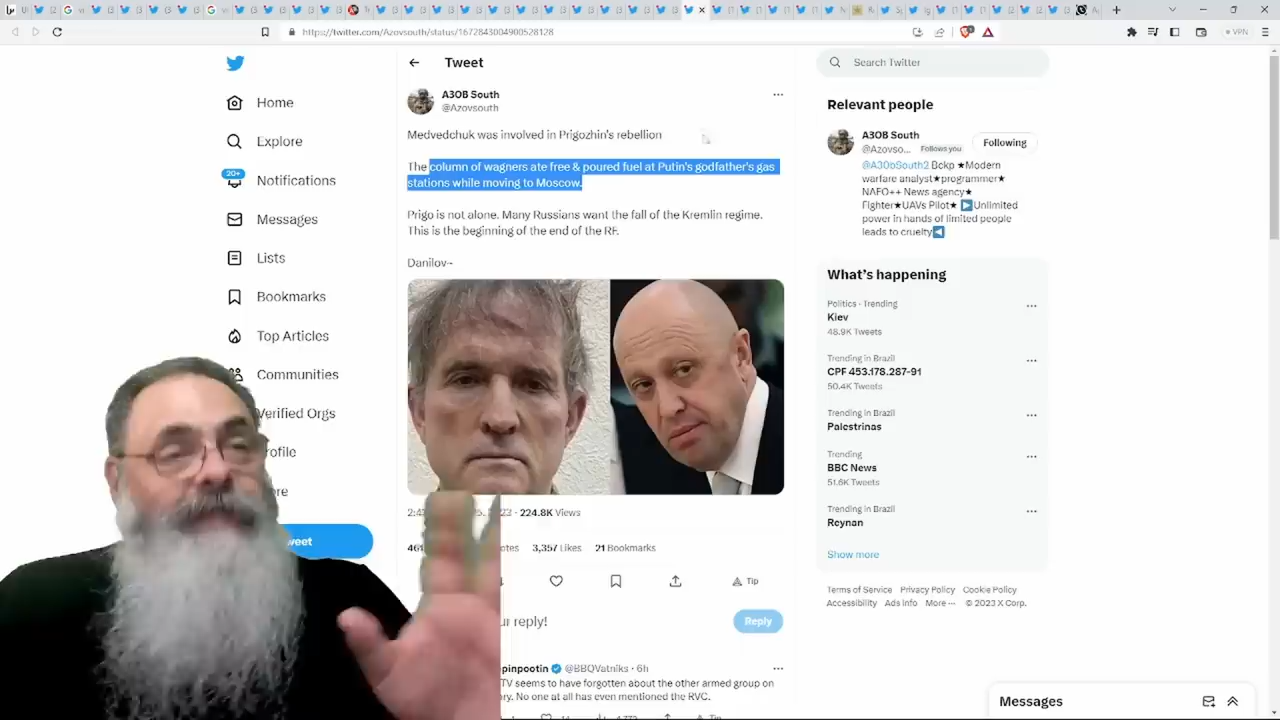 https://twitter.com/Azovsouth/status/1672843004900528128
VPN
Home
Explore
20+
Notifications
Messages
Lists
Bookmarks
Top Articles
Communities
Verified Orgs
Tweet
АЗОВ South
@Azovsouth
Medvedchuk was involved in Prigozhin's rebellion
The column of wagners ate free & poured fuel at Putin's godfather's gas
stations while moving to Moscow.
Prigo is not alone. Many Russians want the fall of the Kremlin regime.
This is the beginning of the end of the RF.
Danilov~
224.8K Views
3,357 Likes
21 Bookmarks
Tip
Reply
@BBQVatniks · 6h
TV seems to have forgotten about the other armed group on
No one at all has even mentioned the RVC.
Search Twitter
Relevant people
АЗОВ South
@Azovso...
Follows you
Following
@A3ObSouth2 Bckp ★Modern
warfare analyst★programmer★
NAFO++ News agency★
Fighter★UAVs Pilot★ ▶Unlimited
power in hands of limited people
leads to cruelty◀
What's happening
Politics · Trending
Kiev
48.9K Tweets
Trending in Brazil
CPF 453.178.287-91
50.4K Tweets
Trending in Brazil
Palestrinas
Trending
BBC News
51.6K Tweets
Trending in Brazil
Reynan
Show more
Terms of Service Privacy Policy Cookie Policy
Accessibility Ads info More ··· © 2023 X Corp.
Messages